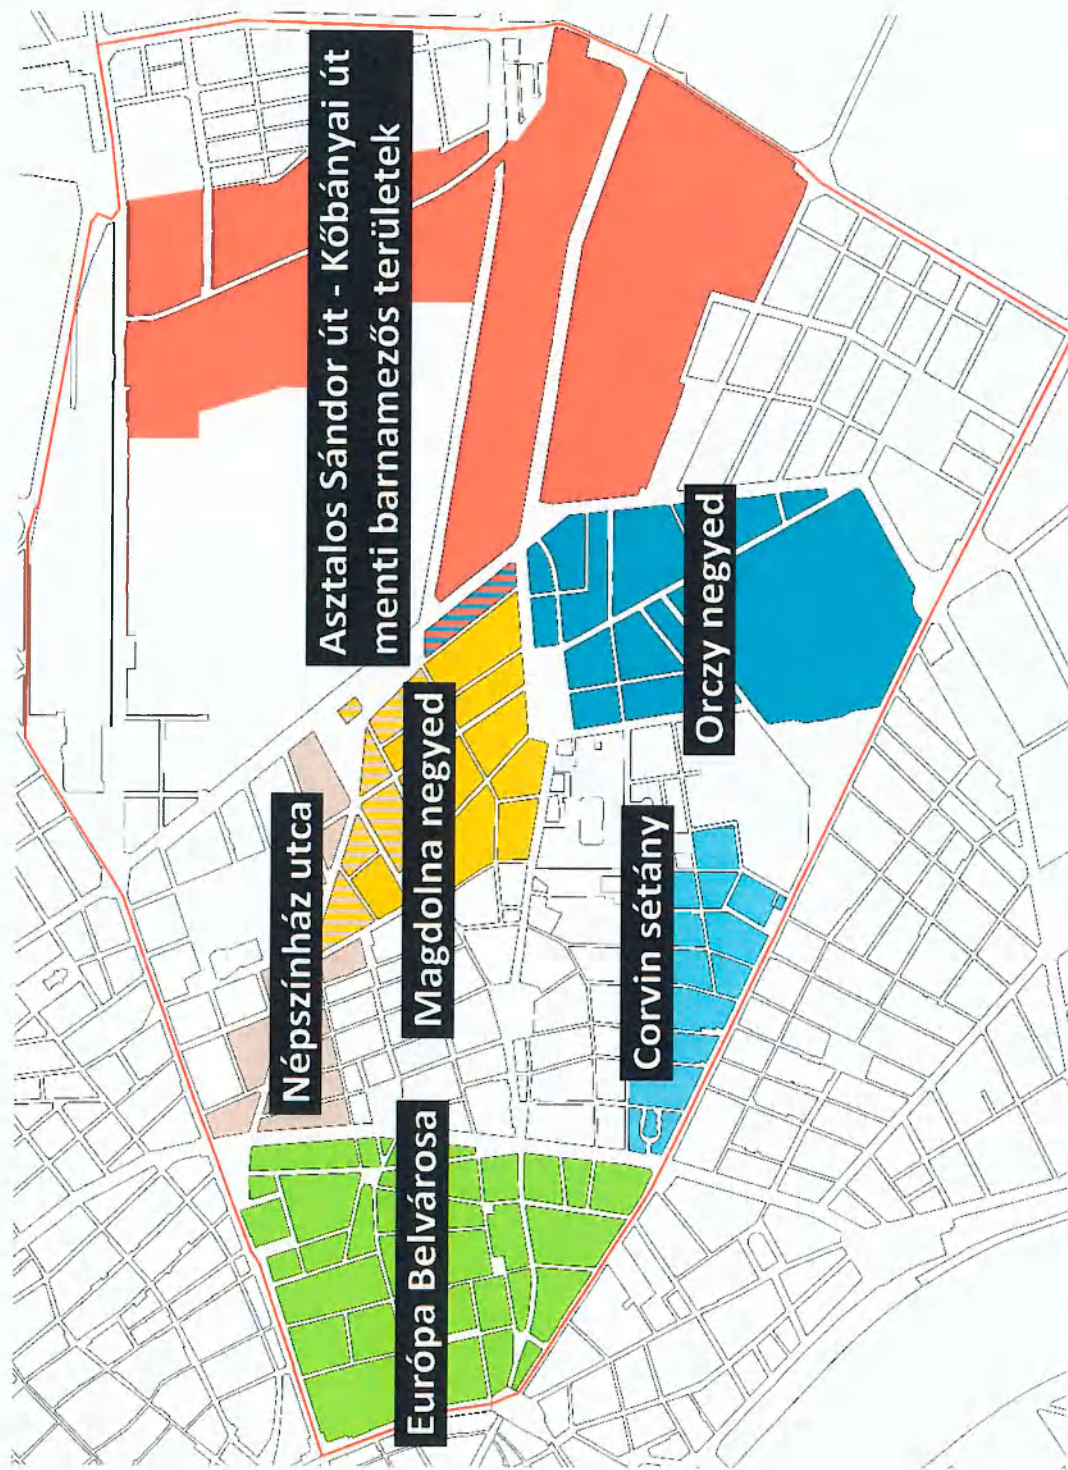 Asztalos Sándor út - Kőbányai út
menti barnamezős területek
Népszínház utca
Magdolna negyed
Orczy negyed
Corvin sétány
Európa Belvárosa